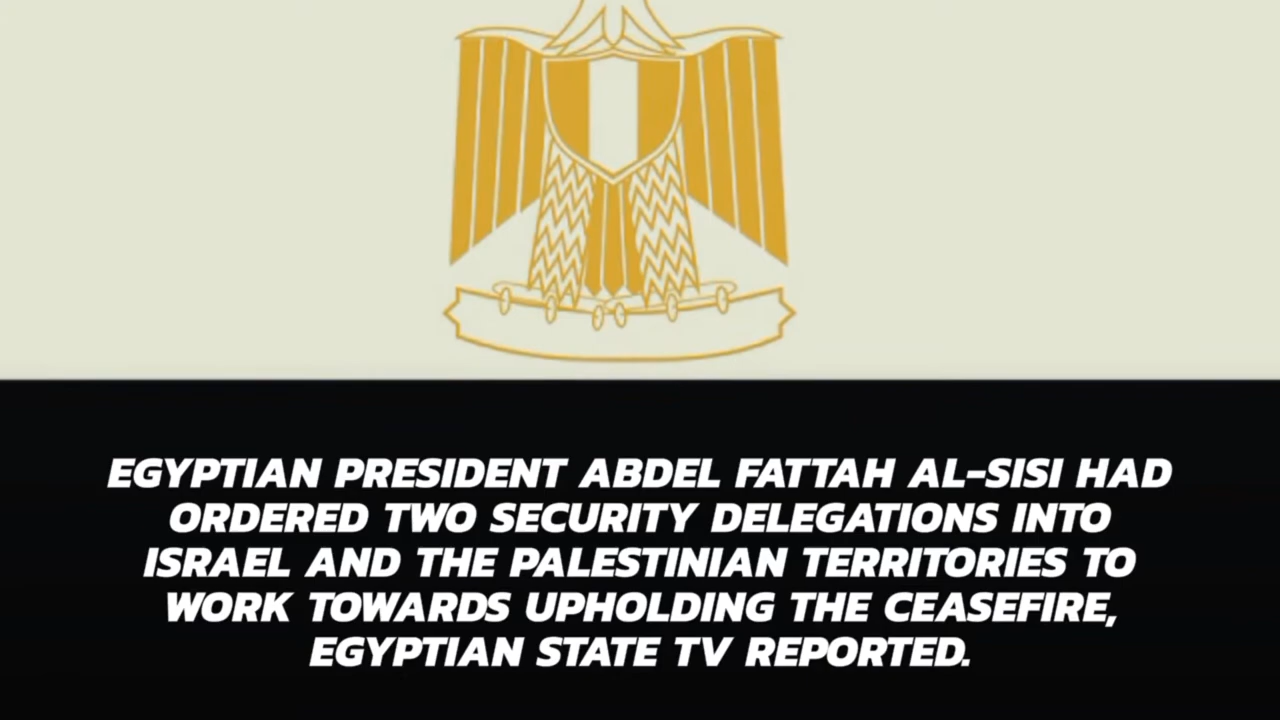 EGYPTIAN PRESIDENT ABDEL FATTAH AL-SISI HAD
ORDERED TWO SECURITY DELEGATIONS INTO
ISRAEL AND THE PALESTINIAN TERRITORIES TO
WORK TOWARDS UPHOLDING THE CEASEFIRE,
EGYPTIAN STATE TV REPORTED.